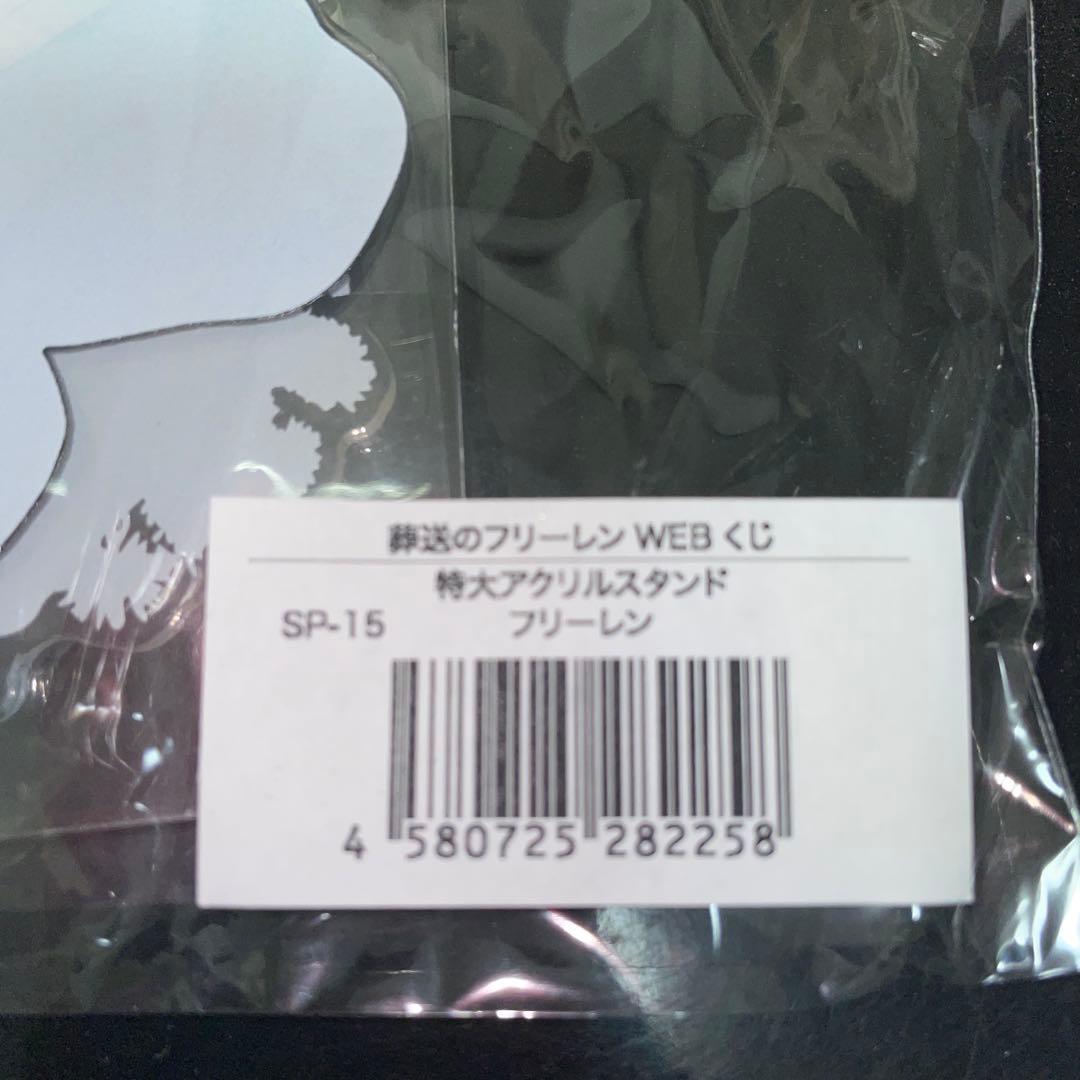 葬送のフリーレン WEB くじ
特大アクリルスタンド
SP-15 フリーレン
4 580725 282258